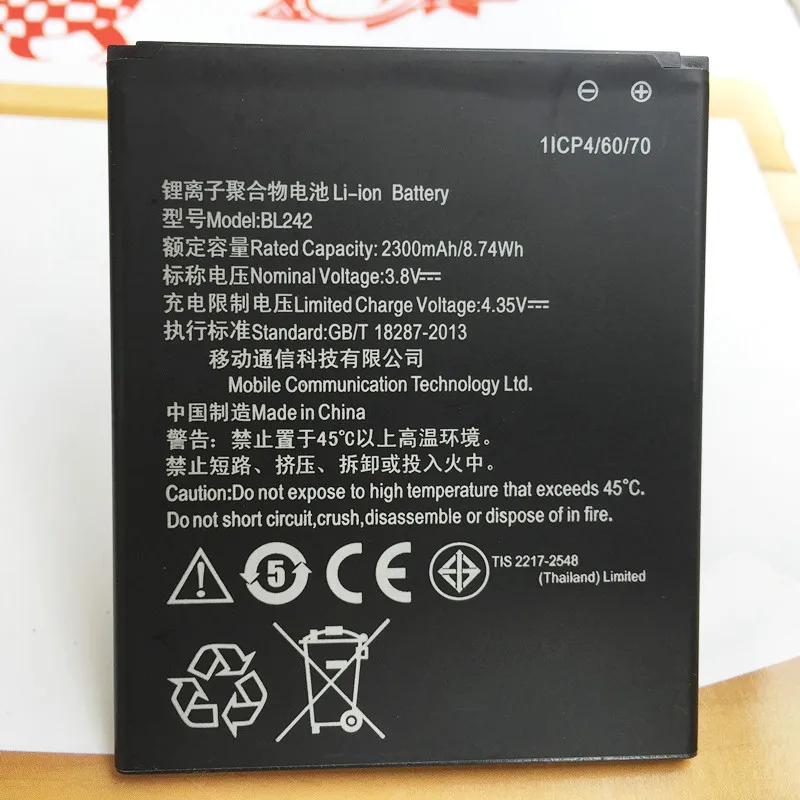 1ICP4/60/70
锂离子聚合物电池Li-ion Battery
型号Model:BL242
额定容量Rated Capacity: 2300mAh/8.74Wh
标称电压Nominal Voltage:3.8V⎓
充电限制电压Limited Charge Voltage:4.35V⎓
执行标准Standard:GB/T 18287-2013
移动通信科技有限公司
Mobile Communication Technology Ltd.
中国制造Made in China
警告：禁止置于45℃以上高温环境。
禁止短路、挤压、拆卸或投入火中。
Caution:Do not expose to high temperature that exceeds 45℃.
Do not short circuit,crush,disassemble or dispose of in fire.
5 CE TIS 2217-2548
(Thailand) Limited